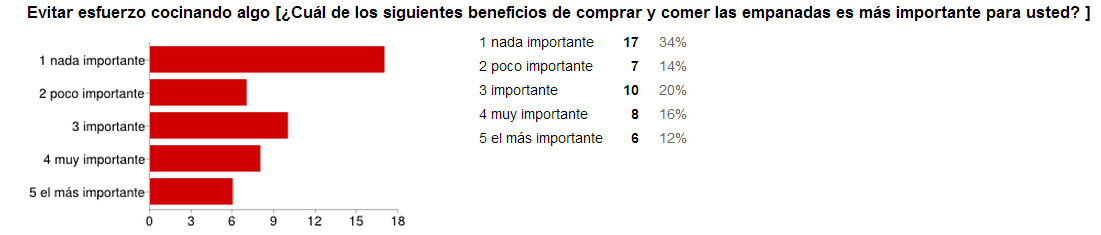 Evitar esfuerzo cocinando algo [¿Cuál de los siguientes beneficios de comprar y comer las empanadas es más importante para usted? ]
1 nada importante
2 poco importante
3 importante
4 muy importante
5 el más importante
0 3 6 9 12 15 18
1 nada importante 17 34%
2 poco importante 7 14%
3 importante 10 20%
4 muy importante 8 16%
5 el más importante 6 12%